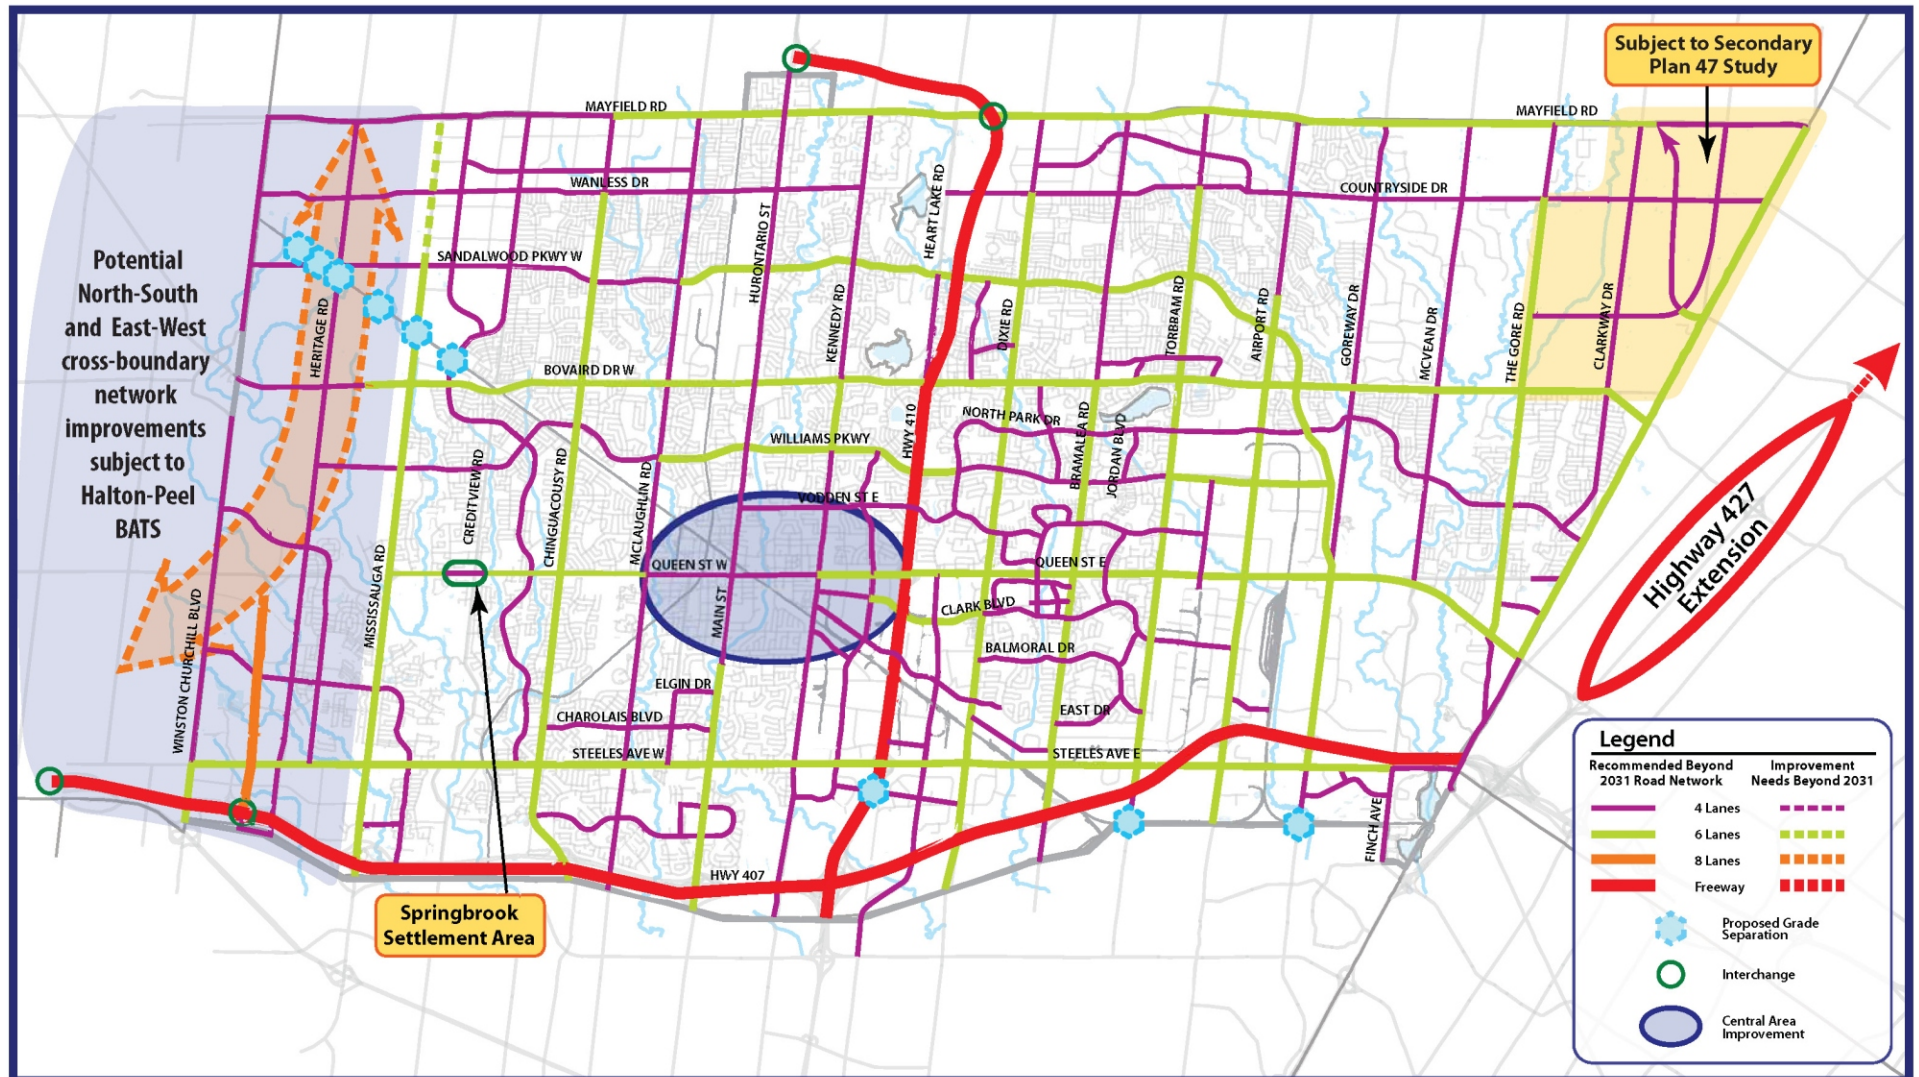 Subject to Secondary
Plan 47 Study
MAYFIELD RD
MAYFIELD RD
WANLESS DR
COUNTRYSIDE DR
HEART LAKE RD
HURONTARIO ST
SANDALWOOD PKWY W
Potential
North-South
and East-West
cross-boundary
network
improvements
subject to
Halton-Peel
BATS
HERITAGE RD
KENNEDY RD
DIXIE RD
TORBBAM RD
AIRPORT RD
GOREWAY DR
MCVEAN DR
THE GORE RD
CLARKWAY DR
BOVAIRD DR W
HWY 410
NORTH PARK DR
BRAMALEA RD
JORDAN BLVD
WILLIAMS PKWY
CREDITVIEW RD
CHINGUACOUSY RD
MCLAUGHLIN RD
VODDEN ST E
Highway 427
Extension
MISSISSAUGA RD
QUEEN ST W
QUEEN ST E
MAIN ST
CLARK BLVD
WINSTON CHURCHILL BLVD
BALMORAL DR
ELGIN DR
CHAROLAIS BLVD
EAST DR
STEELES AVE W
STEELES AVE E
FINCH AVE
HWY 407
Springbrook
Settlement Area
Legend
Recommended Beyond
2031 Road Network
Improvement
Needs Beyond 2031
4 Lanes
6 Lanes
8 Lanes
Freeway
Proposed Grade
Separation
Interchange
Central Area
Improvement